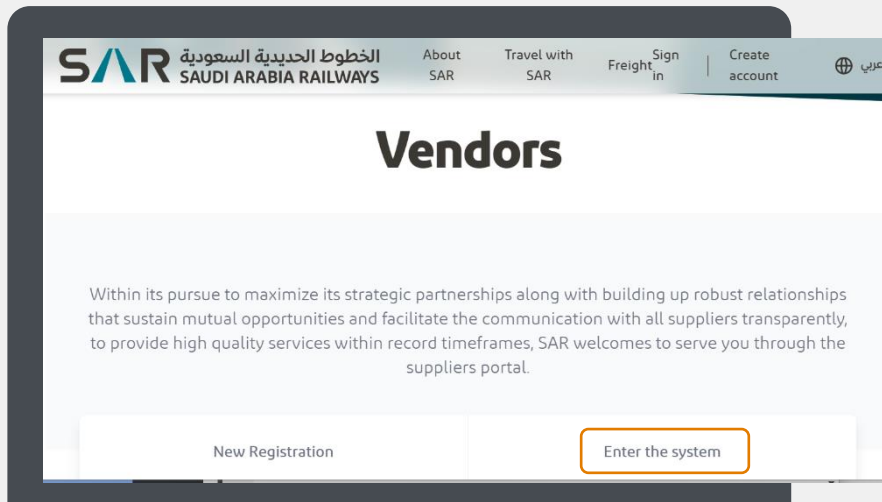 SAR الخطوط الحديدية السعودية
SAUDI ARABIA RAILWAYS
About SAR
Travel with SAR
Freight
Sign in
Create account
عربي
Vendors
Within its pursue to maximize its strategic partnerships along with building up robust relationships
that sustain mutual opportunities and facilitate the communication with all suppliers transparently,
to provide high quality services within record timeframes, SAR welcomes to serve you through the
suppliers portal.
New Registration
Enter the system